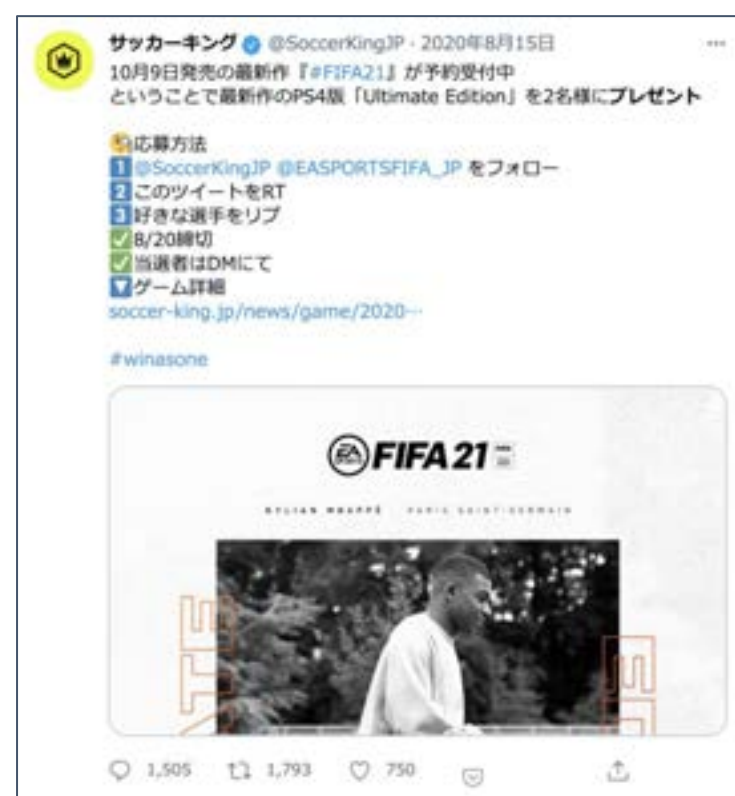 サッカーキング @SoccerKingJP · 2020年8月15日
10月9日発売の最新作『#FIFA21』が予約受付中
ということで最新作のPS4版「Ultimate Edition」を2名様にプレゼント
🧐応募方法
1️⃣@SoccerKingJP @EASPORTSFIFA_JP をフォロー
2️⃣このツイートをRT
3️⃣好きな選手をリプ
✅8/20締切
✅当選者はDMにて
🔽ゲーム詳細
soccer-king.jp/news/game/2020…
#winasone
EA SPORTS FIFA 21
KYLIAN MBAPPÉ PARIS SAINT-GERMAIN
1,505 1,793 750